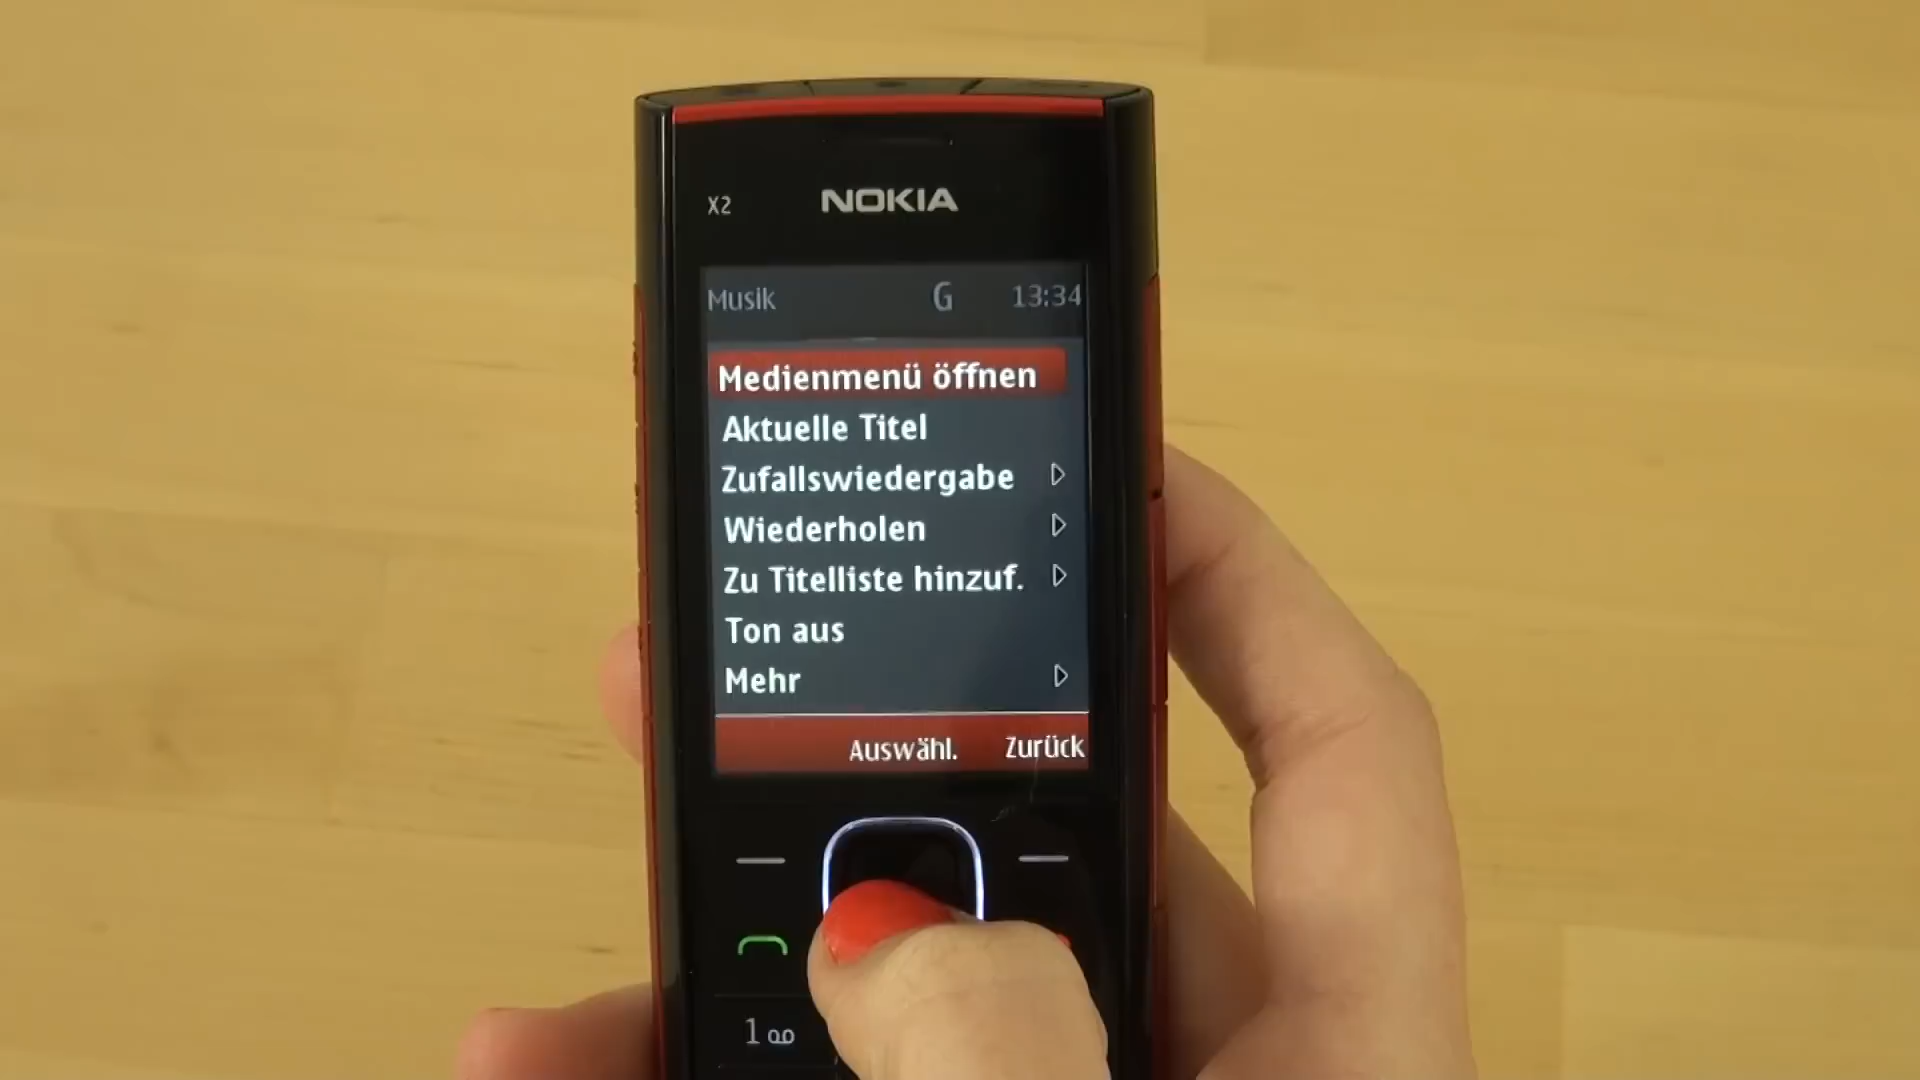 X2 NOKIA
Musik G 13:34
Medienmenü öffnen
Aktuelle Titel
Zufallswiedergabe
Wiederholen
Zu Titelliste hinzuf.
Ton aus
Mehr
Auswähl. Zurück
1